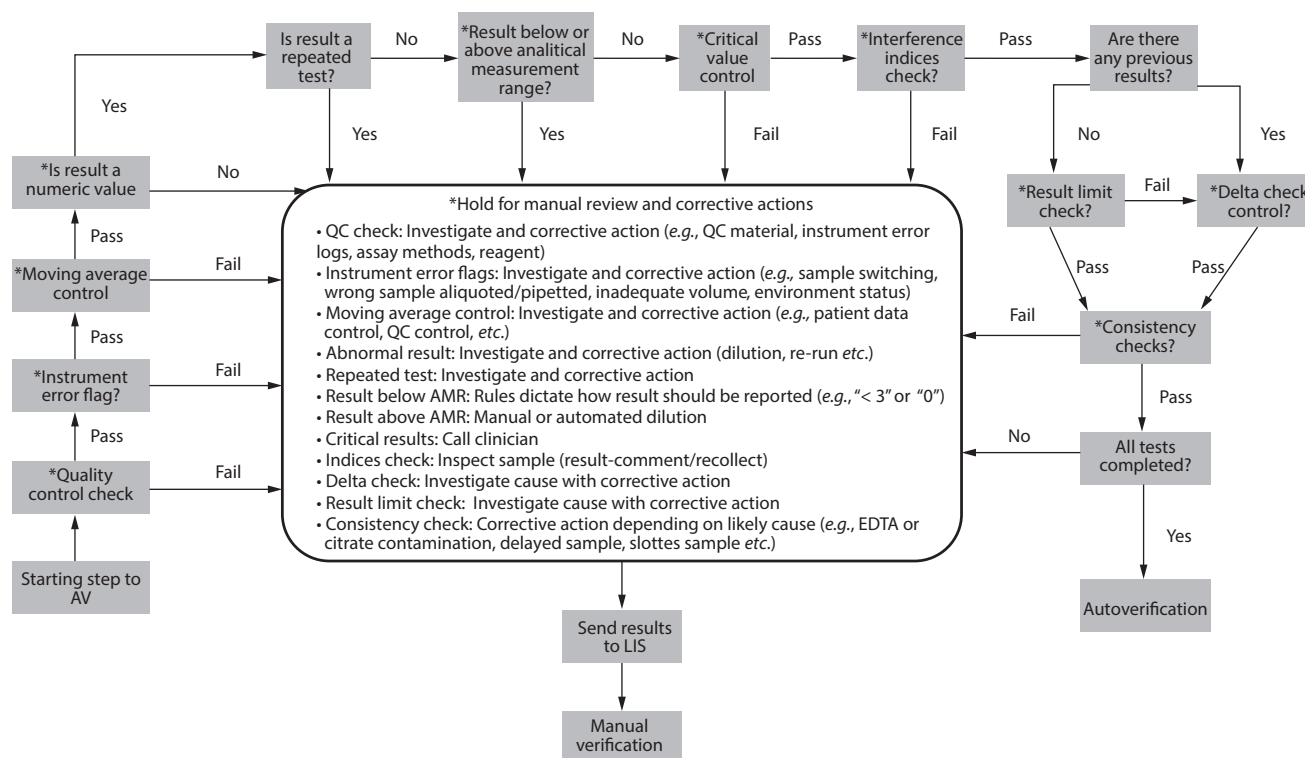 Is result a
repeated
test?
No
*Result below or
above analitical
measurement
range?
No
*Critical
value
control
Pass
*Interference
indices
check?
Pass
Are there
any previous
results?
Yes
Yes
Yes
Fail
Fail
No
Yes
*Is result a
numeric value
No
*Result limit
check?
Fail
*Delta check
control?
Pass
Pass
Pass
*Moving average
control
Fail
Pass
*Instrument
error flag?
Fail
Pass
*Quality
control check
Fail
Starting step to
AV
*Hold for manual review and corrective actions
• QC check: Investigate and corrective action (e.g., QC material, instrument error
logs, assay methods, reagent)
• Instrument error flags: Investigate and corrective action (e.g., sample switching,
wrong sample aliquoted/pipetted, inadequate volume, environment status)
• Moving average control: Investigate and corrective action (e.g., patient data
control, QC control, etc.)
• Abnormal result: Investigate and corrective action (dilution, re-run etc.)
• Repeated test: Investigate and corrective action
• Result below AMR: Rules dictate how result should be reported (e.g., “< 3” or “0”)
• Result above AMR: Manual or automated dilution
• Critical results: Call clinician
• Indices check: Inspect sample (result-comment/recollect)
• Delta check: Investigate cause with corrective action
• Result limit check: Investigate cause with corrective action
• Consistency check: Corrective action depending on likely cause (e.g., EDTA or
citrate contamination, delayed sample, slottes sample etc.)
Fail
*Consistency
checks?
Pass
No
All tests
completed?
Yes
Autoverification
Send results
to LIS
Manual
verification